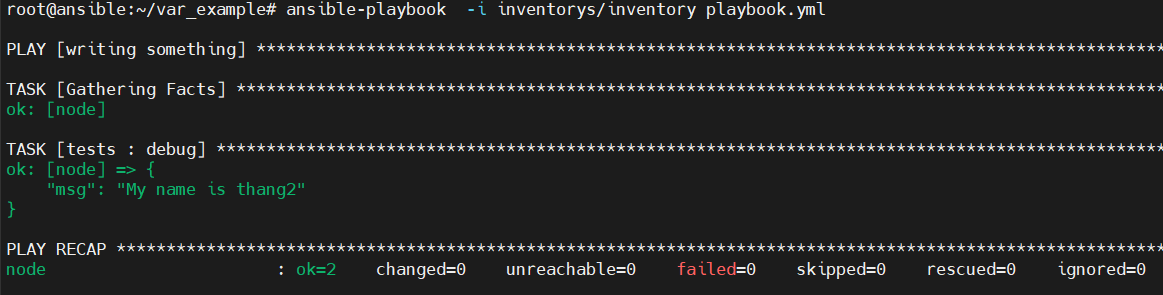 root@ansible:~/var_example# ansible-playbook  -i inventorys/inventory playbook.yml
PLAY [writing something] *******************************************************************************************
TASK [Gathering Facts] *********************************************************************************************
ok: [node]
TASK [tests : debug] ***********************************************************************************************
ok: [node] => {
    "msg": "My name is thang2"
}
PLAY RECAP *********************************************************************************************************
node                       : ok=2    changed=0    unreachable=0    failed=0    skipped=0    rescued=0    ignored=0